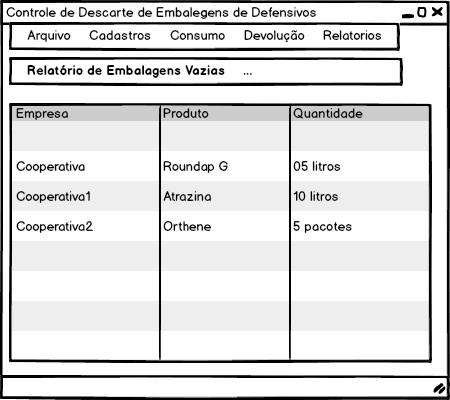 Controle de Descarte de Embalegens de Defensivos
Arquivo Cadastros Consumo Devolução Relatorios
Relatório de Embalagens Vazias ...
Empresa Produto Quantidade
Cooperativa Roundap G 05 litros
Cooperativa1 Atrazina 10 litros
Cooperativa2 Orthene 5 pacotes